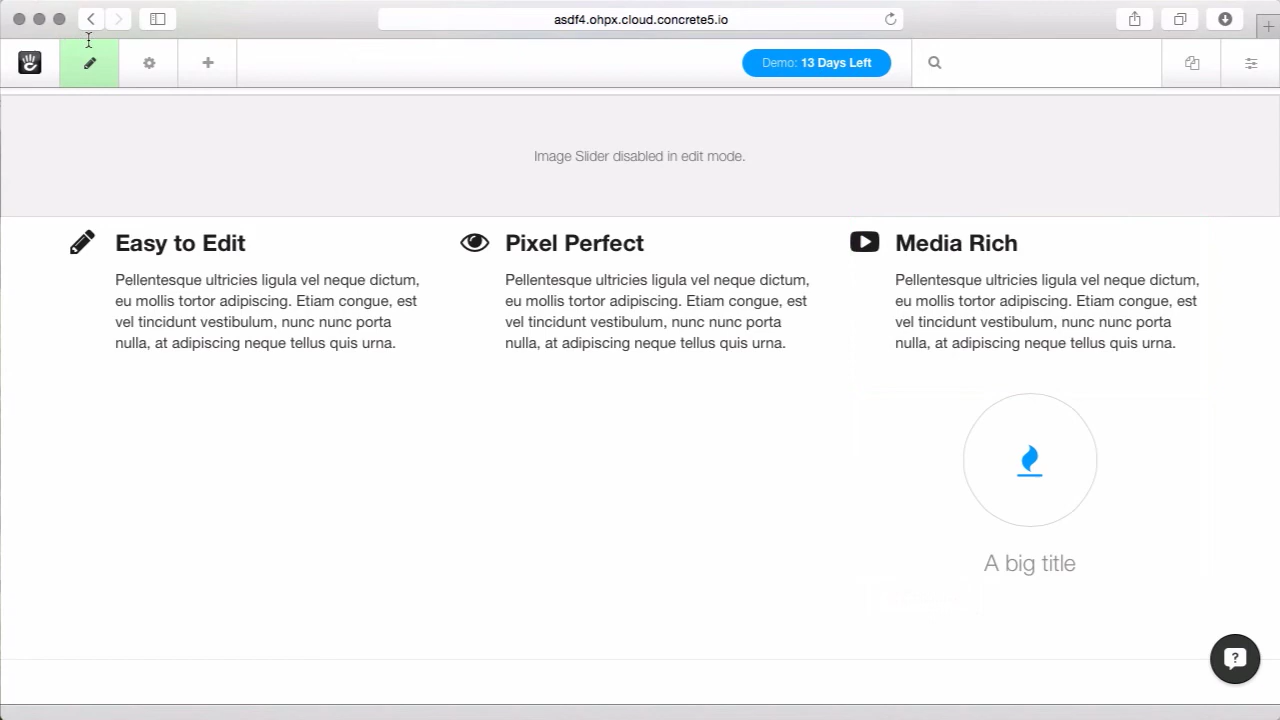 asdf4.ohpx.cloud.concrete5.io
Demo: 13 Days Left
Image Slider disabled in edit mode.
Easy to Edit
Pellentesque ultricies ligula vel neque dictum,
eu mollis tortor adipiscing. Etiam congue, est
vel tincidunt vestibulum, nunc nunc porta
nulla, at adipiscing neque tellus quis urna.
Pixel Perfect
Pellentesque ultricies ligula vel neque dictum,
eu mollis tortor adipiscing. Etiam congue, est
vel tincidunt vestibulum, nunc nunc porta
nulla, at adipiscing neque tellus quis urna.
Media Rich
Pellentesque ultricies ligula vel neque dictum,
eu mollis tortor adipiscing. Etiam congue, est
vel tincidunt vestibulum, nunc nunc porta
nulla, at adipiscing neque tellus quis urna.
A big title
?